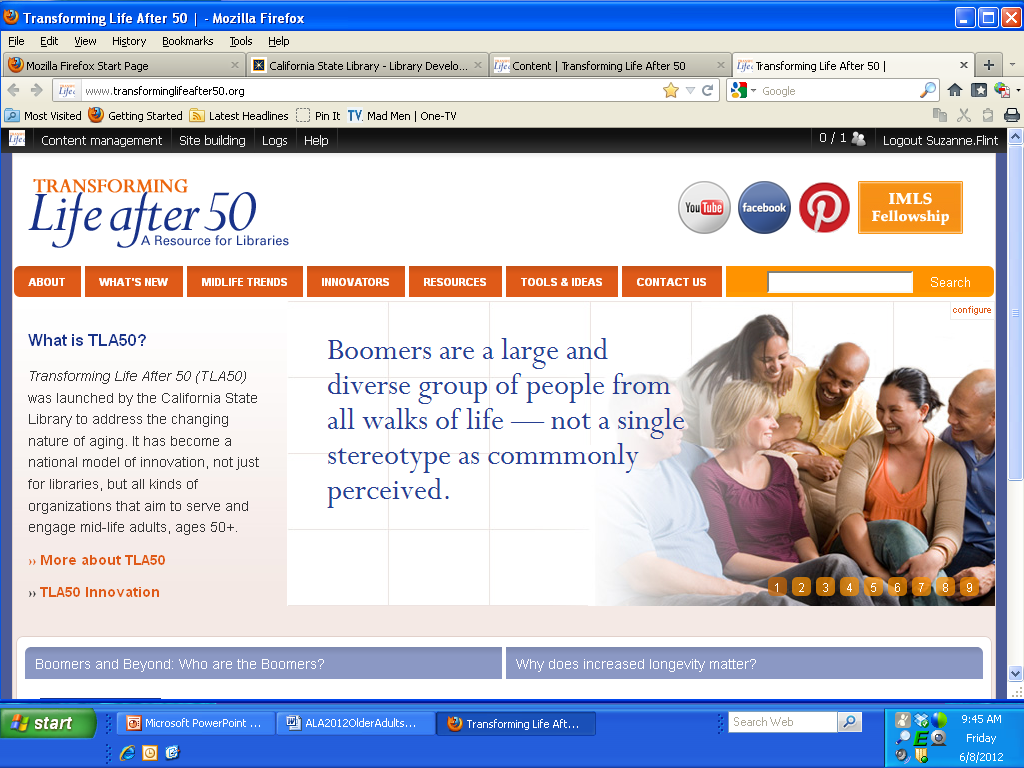 Transforming Life After 50 | - Mozilla Firefox
File Edit View History Bookmarks Tools Help
Mozilla Firefox Start Page
California State Library - Library Develo...
Life
Content | Transforming Life After 50
Life
Transforming Life After 50 |
Life
www.transforminglifeafter50.org
Google
Most Visited Getting Started Latest Headlines Pin It TV Mad Men | One-TV
Life
Content management Site building Logs Help
0 / 1
Logout Suzanne.Flint
TRANSFORMING
Life after 50
A Resource for Libraries
YouTube
facebook
IMLS
Fellowship
ABOUT WHAT'S NEW MIDLIFE TRENDS INNOVATORS RESOURCES TOOLS & IDEAS CONTACT US Search
configure
What is TLA50?
Transforming Life After 50 (TLA50)
was launched by the California State
Library to address the changing
nature of aging. It has become a
national model of innovation, not just
for libraries, but all kinds of
organizations that aim to serve and
engage mid-life adults, ages 50+.
›› More about TLA50
›› TLA50 Innovation
Boomers are a large and
diverse group of people from
all walks of life — not a single
stereotype as commmonly
perceived.
1 2 3 4 5 6 7 8 9
Boomers and Beyond: Who are the Boomers?
Why does increased longevity matter?
start
Microsoft PowerPoint ...
ALA2012OlderAdults...
Transforming Life Aft...
Search Web
9:45 AM
Friday
6/8/2012